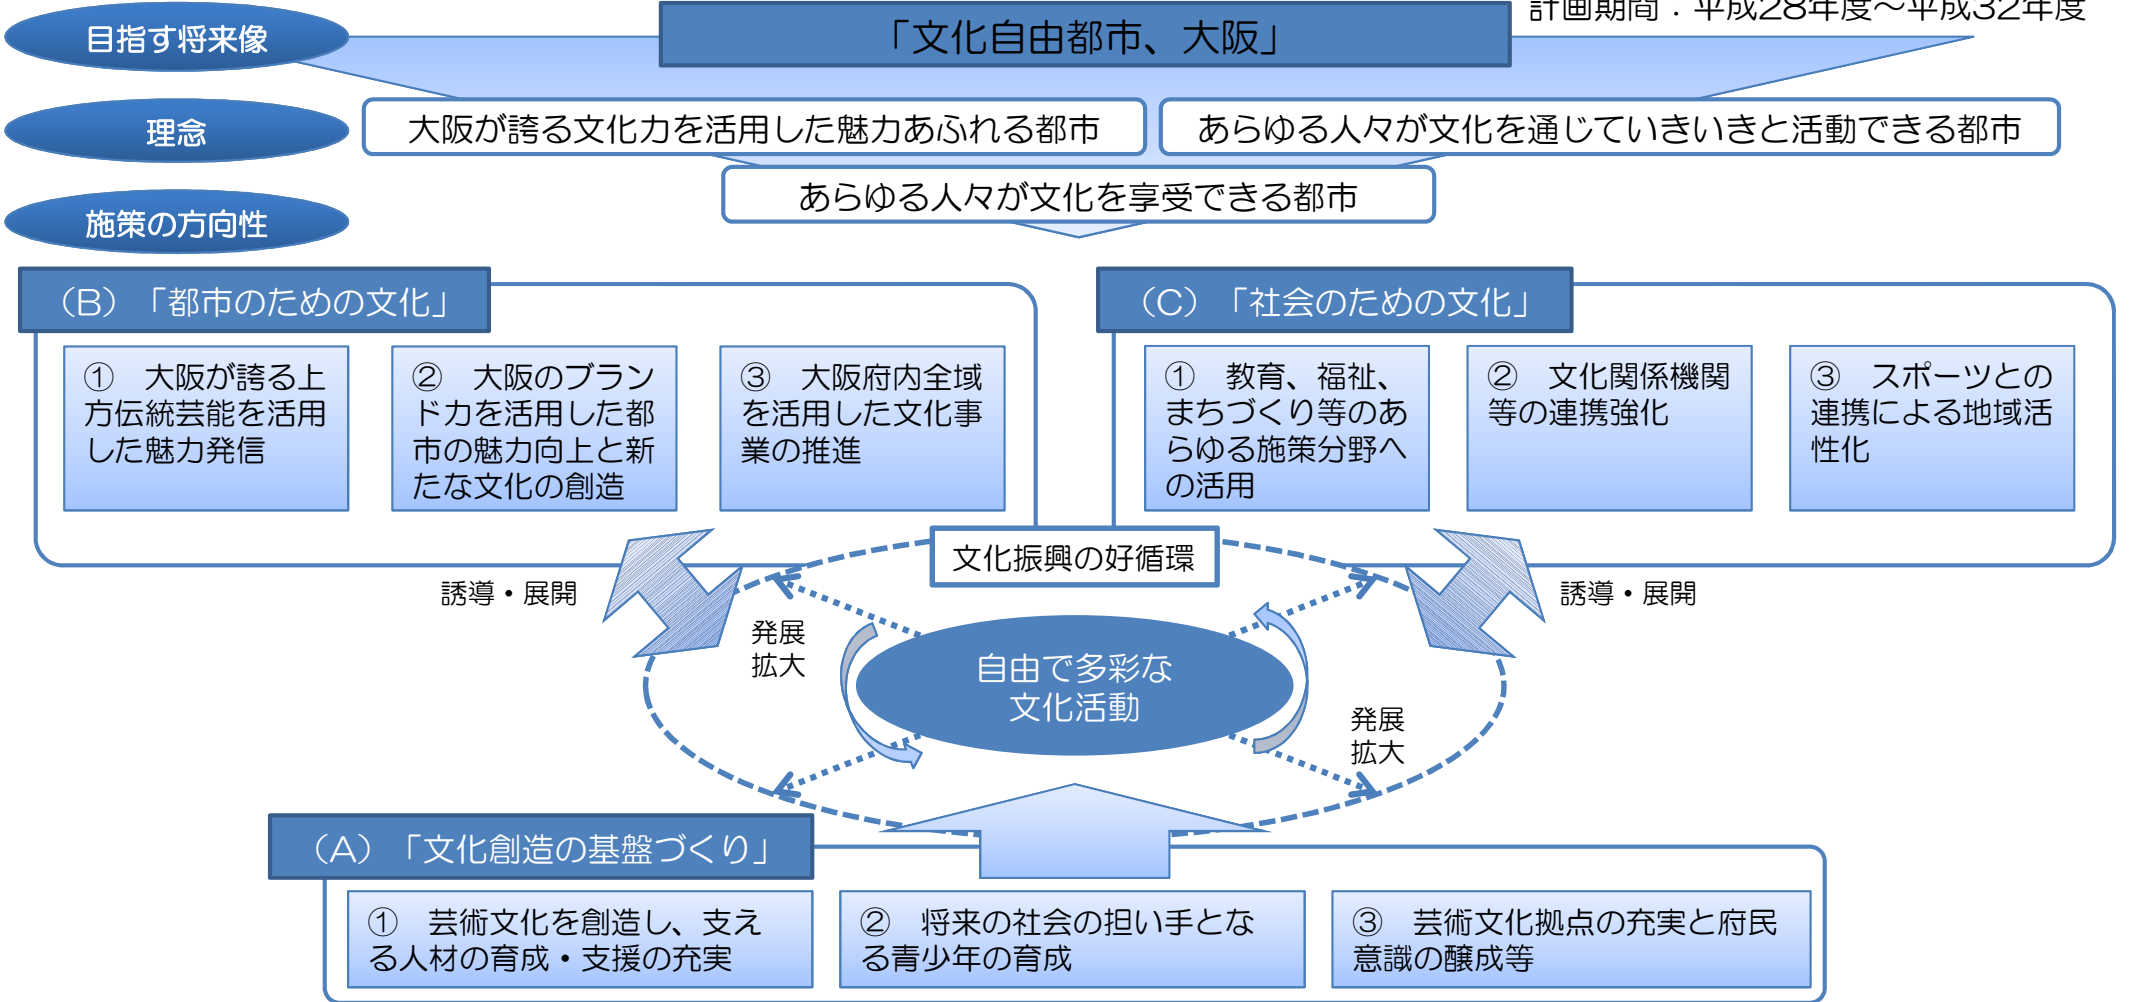 計画期間：平成28年度～平成32年度
目指す将来像
「文化自由都市、大阪」
理念
大阪が誇る文化力を活用した魅力あふれる都市
あらゆる人々が文化を通じていきいきと活動できる都市
あらゆる人々が文化を享受できる都市
施策の方向性
（B）「都市のための文化」
① 大阪が誇る上
方伝統芸能を活用
した魅力発信
② 大阪のブラン
ド力を活用した都
市の魅力向上と新
たな文化の創造
③ 大阪府内全域
を活用した文化事
業の推進
（C）「社会のための文化」
① 教育、福祉、
まちづくり等のあ
らゆる施策分野へ
の活用
② 文化関係機関
等の連携強化
③ スポーツとの
連携による地域活
性化
文化振興の好循環
誘導・展開
誘導・展開
発展
拡大
自由で多彩な
文化活動
発展
拡大
（A）「文化創造の基盤づくり」
① 芸術文化を創造し、支え
る人材の育成・支援の充実
② 将来の社会の担い手とな
る青少年の育成
③ 芸術文化拠点の充実と府民
意識の醸成等